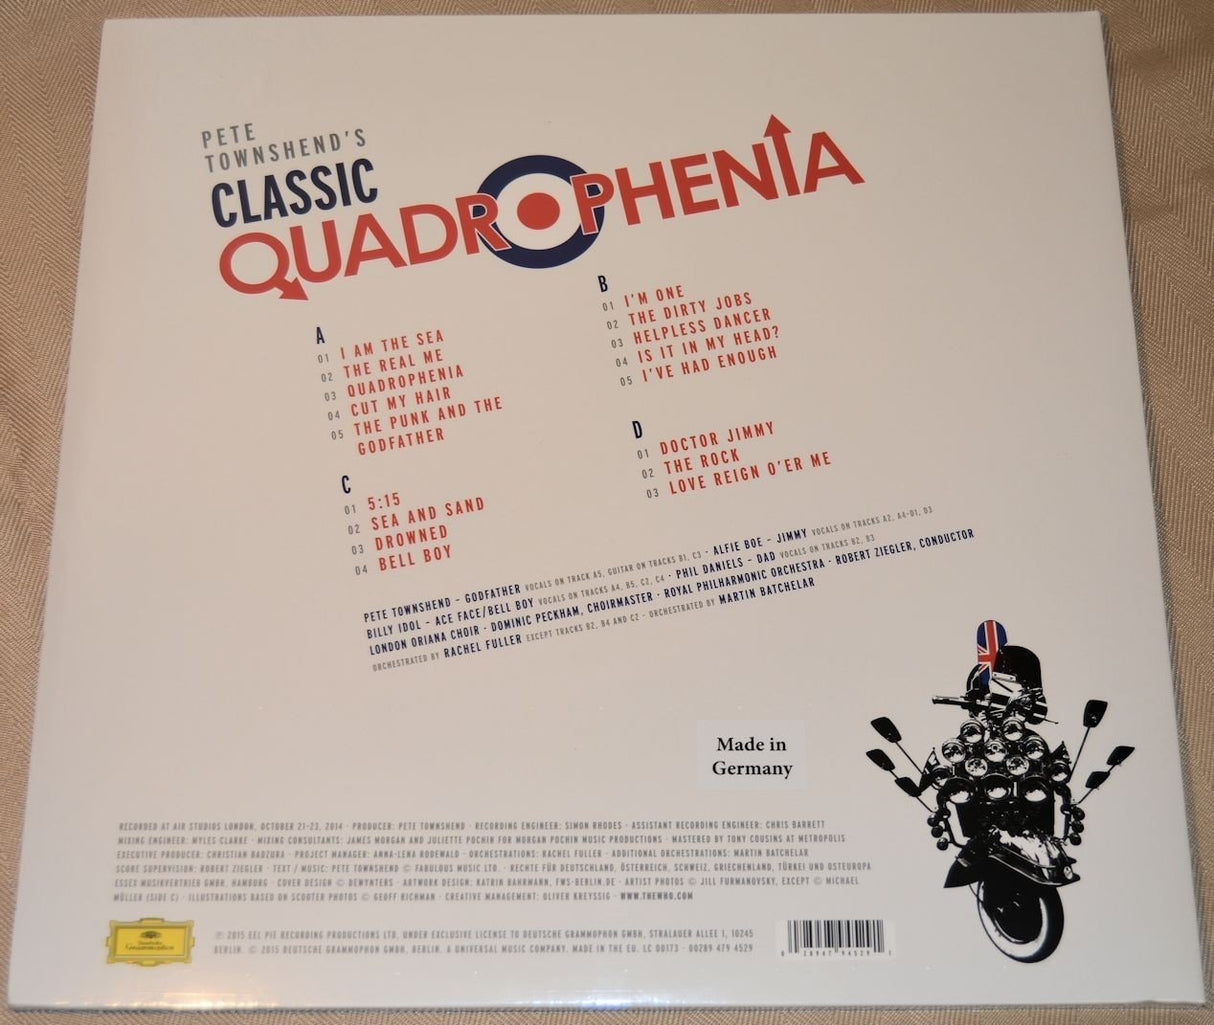 PETE
TOWNSHEND'S
CLASSIC
QUADROPHENIA
A
01 I AM THE SEA
02 THE REAL ME
03 QUADROPHENIA
04 CUT MY HAIR
05 THE PUNK AND THE
GODFATHER
B
01 I'M ONE
02 THE DIRTY JOBS
03 HELPLESS DANCER
04 IS IT IN MY HEAD?
05 I'VE HAD ENOUGH
C
01 5:15
02 SEA AND SAND
03 DROWNED
04 BELL BOY
D
01 DOCTOR JIMMY
02 THE ROCK
03 LOVE REIGN O'ER ME
PETE TOWNSHEND - GODFATHER VOCALS ON TRACK A5, GUITAR ON TRACKS B1, C3 · ALFIE BOE - JIMMY VOCALS ON TRACKS A2, A4-D1, D3
BILLY IDOL - ACE FACE/BELL BOY VOCALS ON TRACKS A4, B5, C2, C4 · PHIL DANIELS - DAD VOCALS ON TRACKS B2, B3
LONDON ORIANA CHOIR · DOMINIC PECKHAM, CHOIRMASTER · ROYAL PHILHARMONIC ORCHESTRA · ROBERT ZIEGLER, CONDUCTOR
ORCHESTRATED BY RACHEL FULLER EXCEPT TRACKS B2, B4 AND C2 - ORCHESTRATED BY MARTIN BATCHELAR
Made in
Germany
RECORDED AT AIR STUDIOS LONDON, OCTOBER 21-23, 2014 · PRODUCER: PETE TOWNSHEND · RECORDING ENGINEER: SIMON RHODES · ASSISTANT RECORDING ENGINEER: CHRIS BARRETT
MIXING ENGINEER: MYLES CLARKE · MIXING CONSULTANTS: JAMES MORGAN AND JULIETTE POCHIN FOR MORGAN POCHIN MUSIC PRODUCTIONS · MASTERED BY TONY COUSINS AT METROPOLIS
EXECUTIVE PRODUCER: CHRISTIAN BADZURA · PROJECT MANAGER: ANNA-LENA RODEWALD · ORCHESTRATIONS: RACHEL FULLER · ADDITIONAL ORCHESTRATIONS: MARTIN BATCHELAR
SCORE SUPERVISION: ROBERT ZIEGLER · TEXT / MUSIC: PETE TOWNSHEND © FABULOUS MUSIC LTD. · RECHTE FÜR DEUTSCHLAND, ÖSTERREICH, SCHWEIZ, GRIECHENLAND, TÜRKEI UND OSTEUROPA
ESSEX MUSIKVERTRIEB GMBH, HAMBURG · COVER DESIGN © DEWYNTERS · ARTWORK DESIGN: KATRIN BAHRMANN, FWS-BERLIN.DE · ARTIST PHOTOS © JILL FURMANOVSKY, EXCEPT © MICHAEL
MÜLLER (SIDE C) · ILLUSTRATIONS BASED ON SCOOTER PHOTOS © GEOFF RICHMAN · CREATIVE MANAGEMENT: OLIVER KREYSSIG · WWW.THEWHO.COM
Deutsche
Grammophon
℗ 2015 EEL PIE RECORDING PRODUCTIONS LTD. UNDER EXCLUSIVE LICENSE TO DEUTSCHE GRAMMOPHON GMBH, STRALAUER ALLEE 1, 10245
BERLIN. © 2015 DEUTSCHE GRAMMOPHON GMBH, BERLIN. A UNIVERSAL MUSIC COMPANY. MADE IN THE EU. LC 00173 · 00289 479 4529
0 28947 94529 1